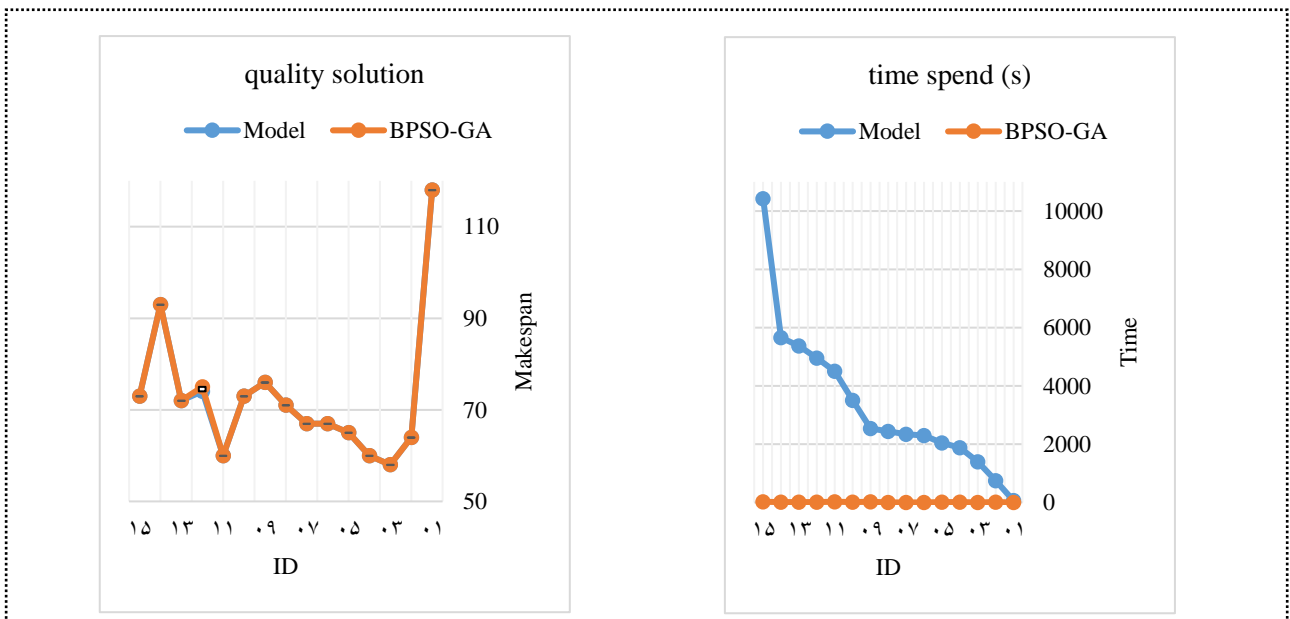 quality solution
Model BPSO-GA
110
90
70
50
Makespan
۱۵ ۱۳ ۱۱ ۰۹ ۰۷ ۰۵ ۰۳ ۰۱
ID
time spend (s)
Model BPSO-GA
10000
8000
6000
4000
2000
0
Time
۱۵ ۱۳ ۱۱ ۰۹ ۰۷ ۰۵ ۰۳ ۰۱
ID